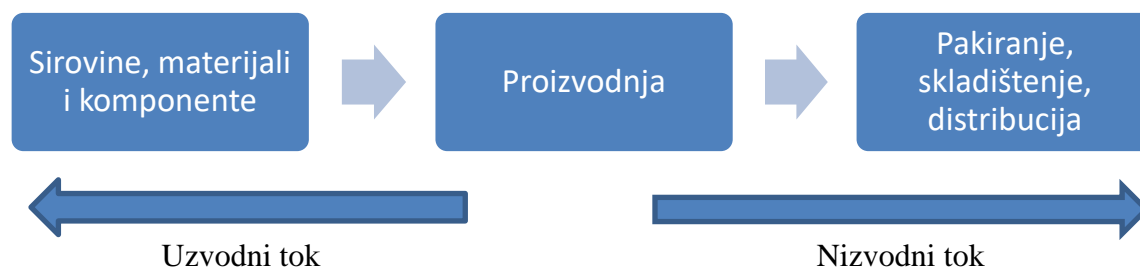 Sirovine, materijali
i komponente
Proizvodnja
Pakiranje,
skladištenje,
distribucija
Uzvodni tok
Nizvodni tok